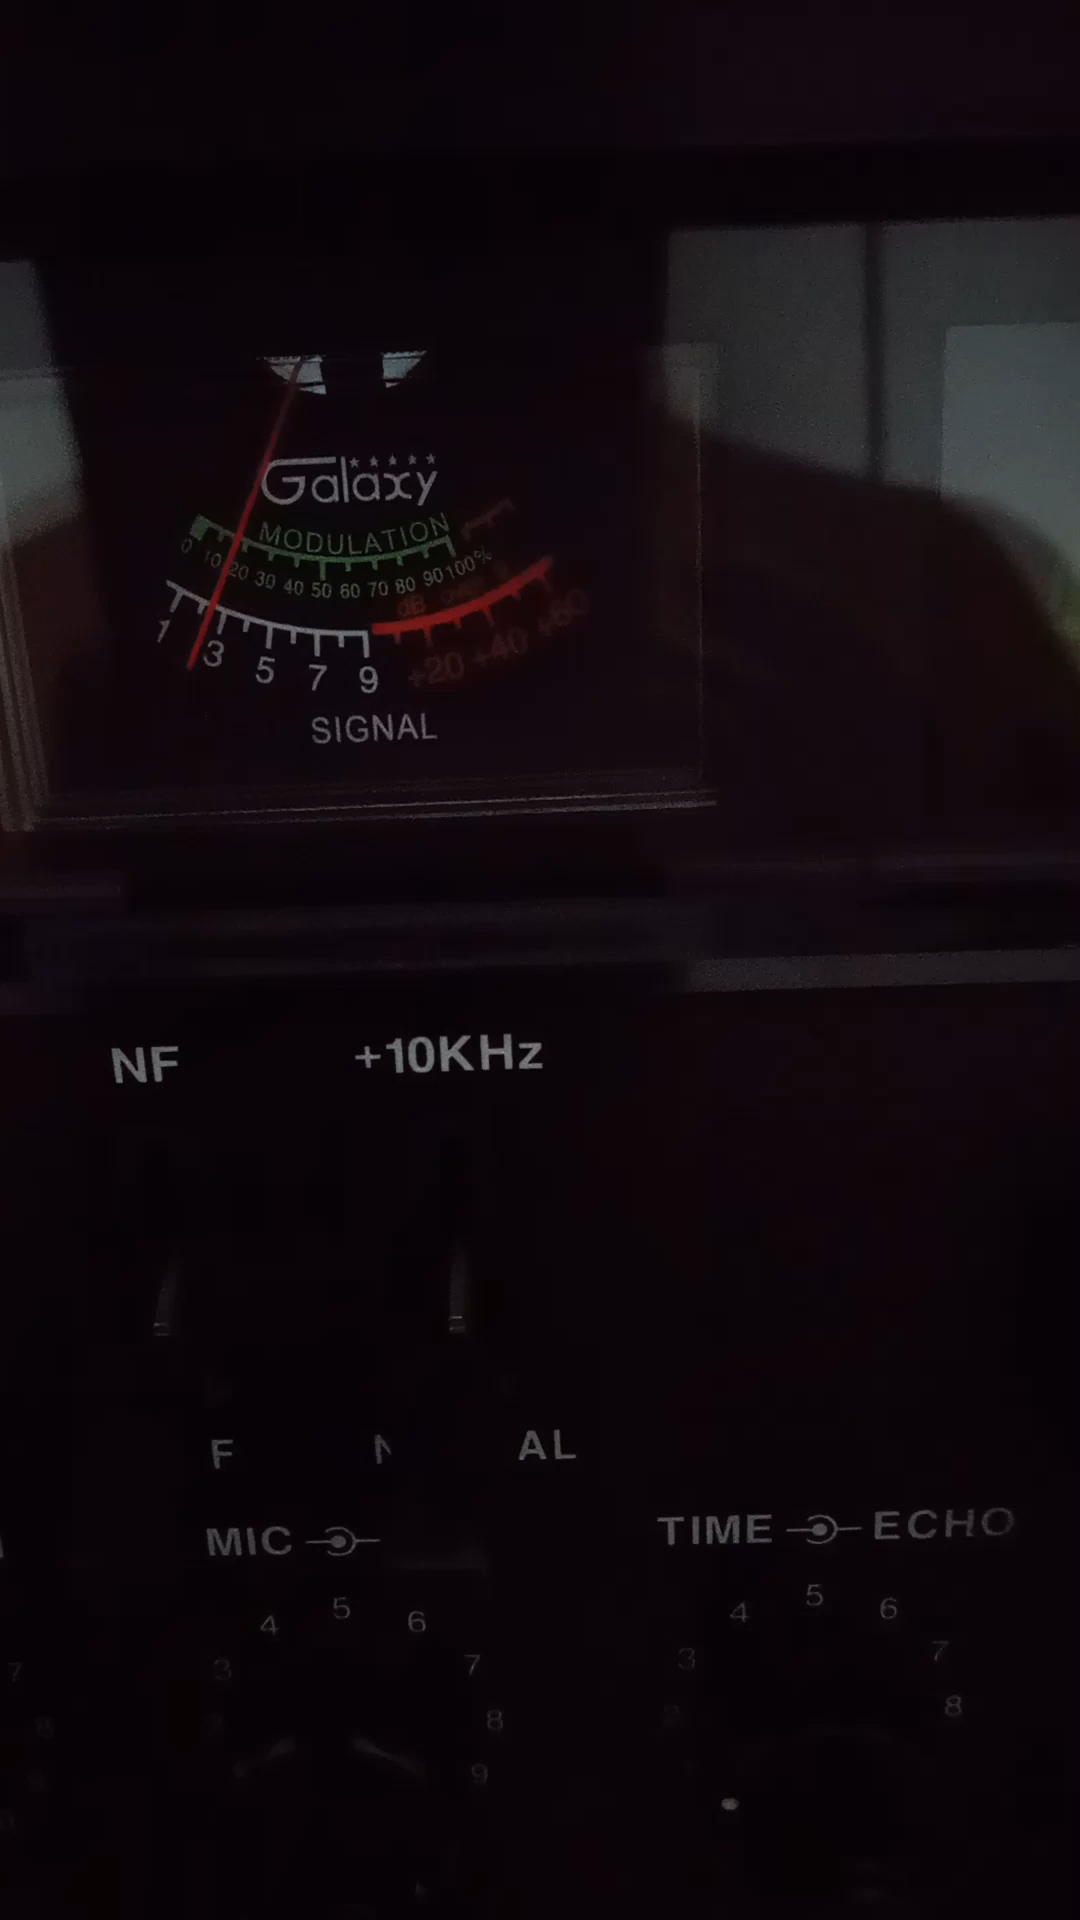 Galaxy
MODULATION
0 10 20 30 40 50 60 70 80 90 100%
dB
1 3 5 7 9 +20 +40 +60
SIGNAL
NF +10KHz
F AL
MIC TIME ECHO
4 5 6 4 5 6
3 7 3 7
7 8 8
9